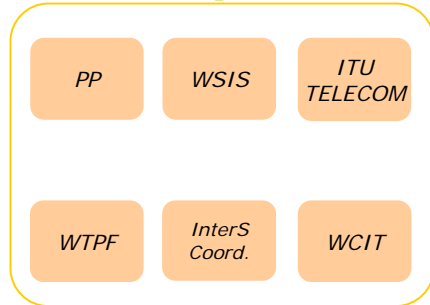 PP
WSIS
ITU
TELECOM
WTPF
InterS
Coord.
WCIT